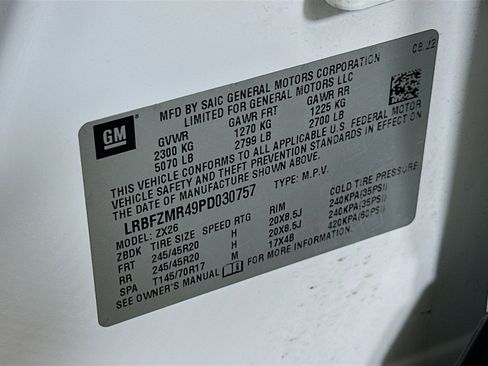 08/22
GM
MFD BY SAIC GENERAL MOTORS CORPORATION
LIMITED FOR GENERAL MOTORS LLC
GVWR GAWR FRT GAWR RR
2300 KG 1270 KG 1225 KG
5070 LB 2799 LB 2700 LB
THIS VEHICLE CONFORMS TO ALL APPLICABLE U.S. FEDERAL MOTOR
VEHICLE SAFETY AND THEFT PREVENTION STANDARDS IN EFFECT ON
THE DATE OF MANUFACTURE SHOWN ABOVE.
LRBFZMR49PD030757 TYPE: M.P.V.
MODEL: ZX26
ZBDK TIRE SIZE SPEED RTG RIM COLD TIRE PRESSURE
FRT 245/45R20 H 20X8.5J 240KPA(35PSI)
RR 245/45R20 H 20X8.5J 240KPA(35PSI)
SPA T145/70R17 M 17X4B 420KPA(60PSI)
SEE OWNER'S MANUAL FOR MORE INFORMATION.